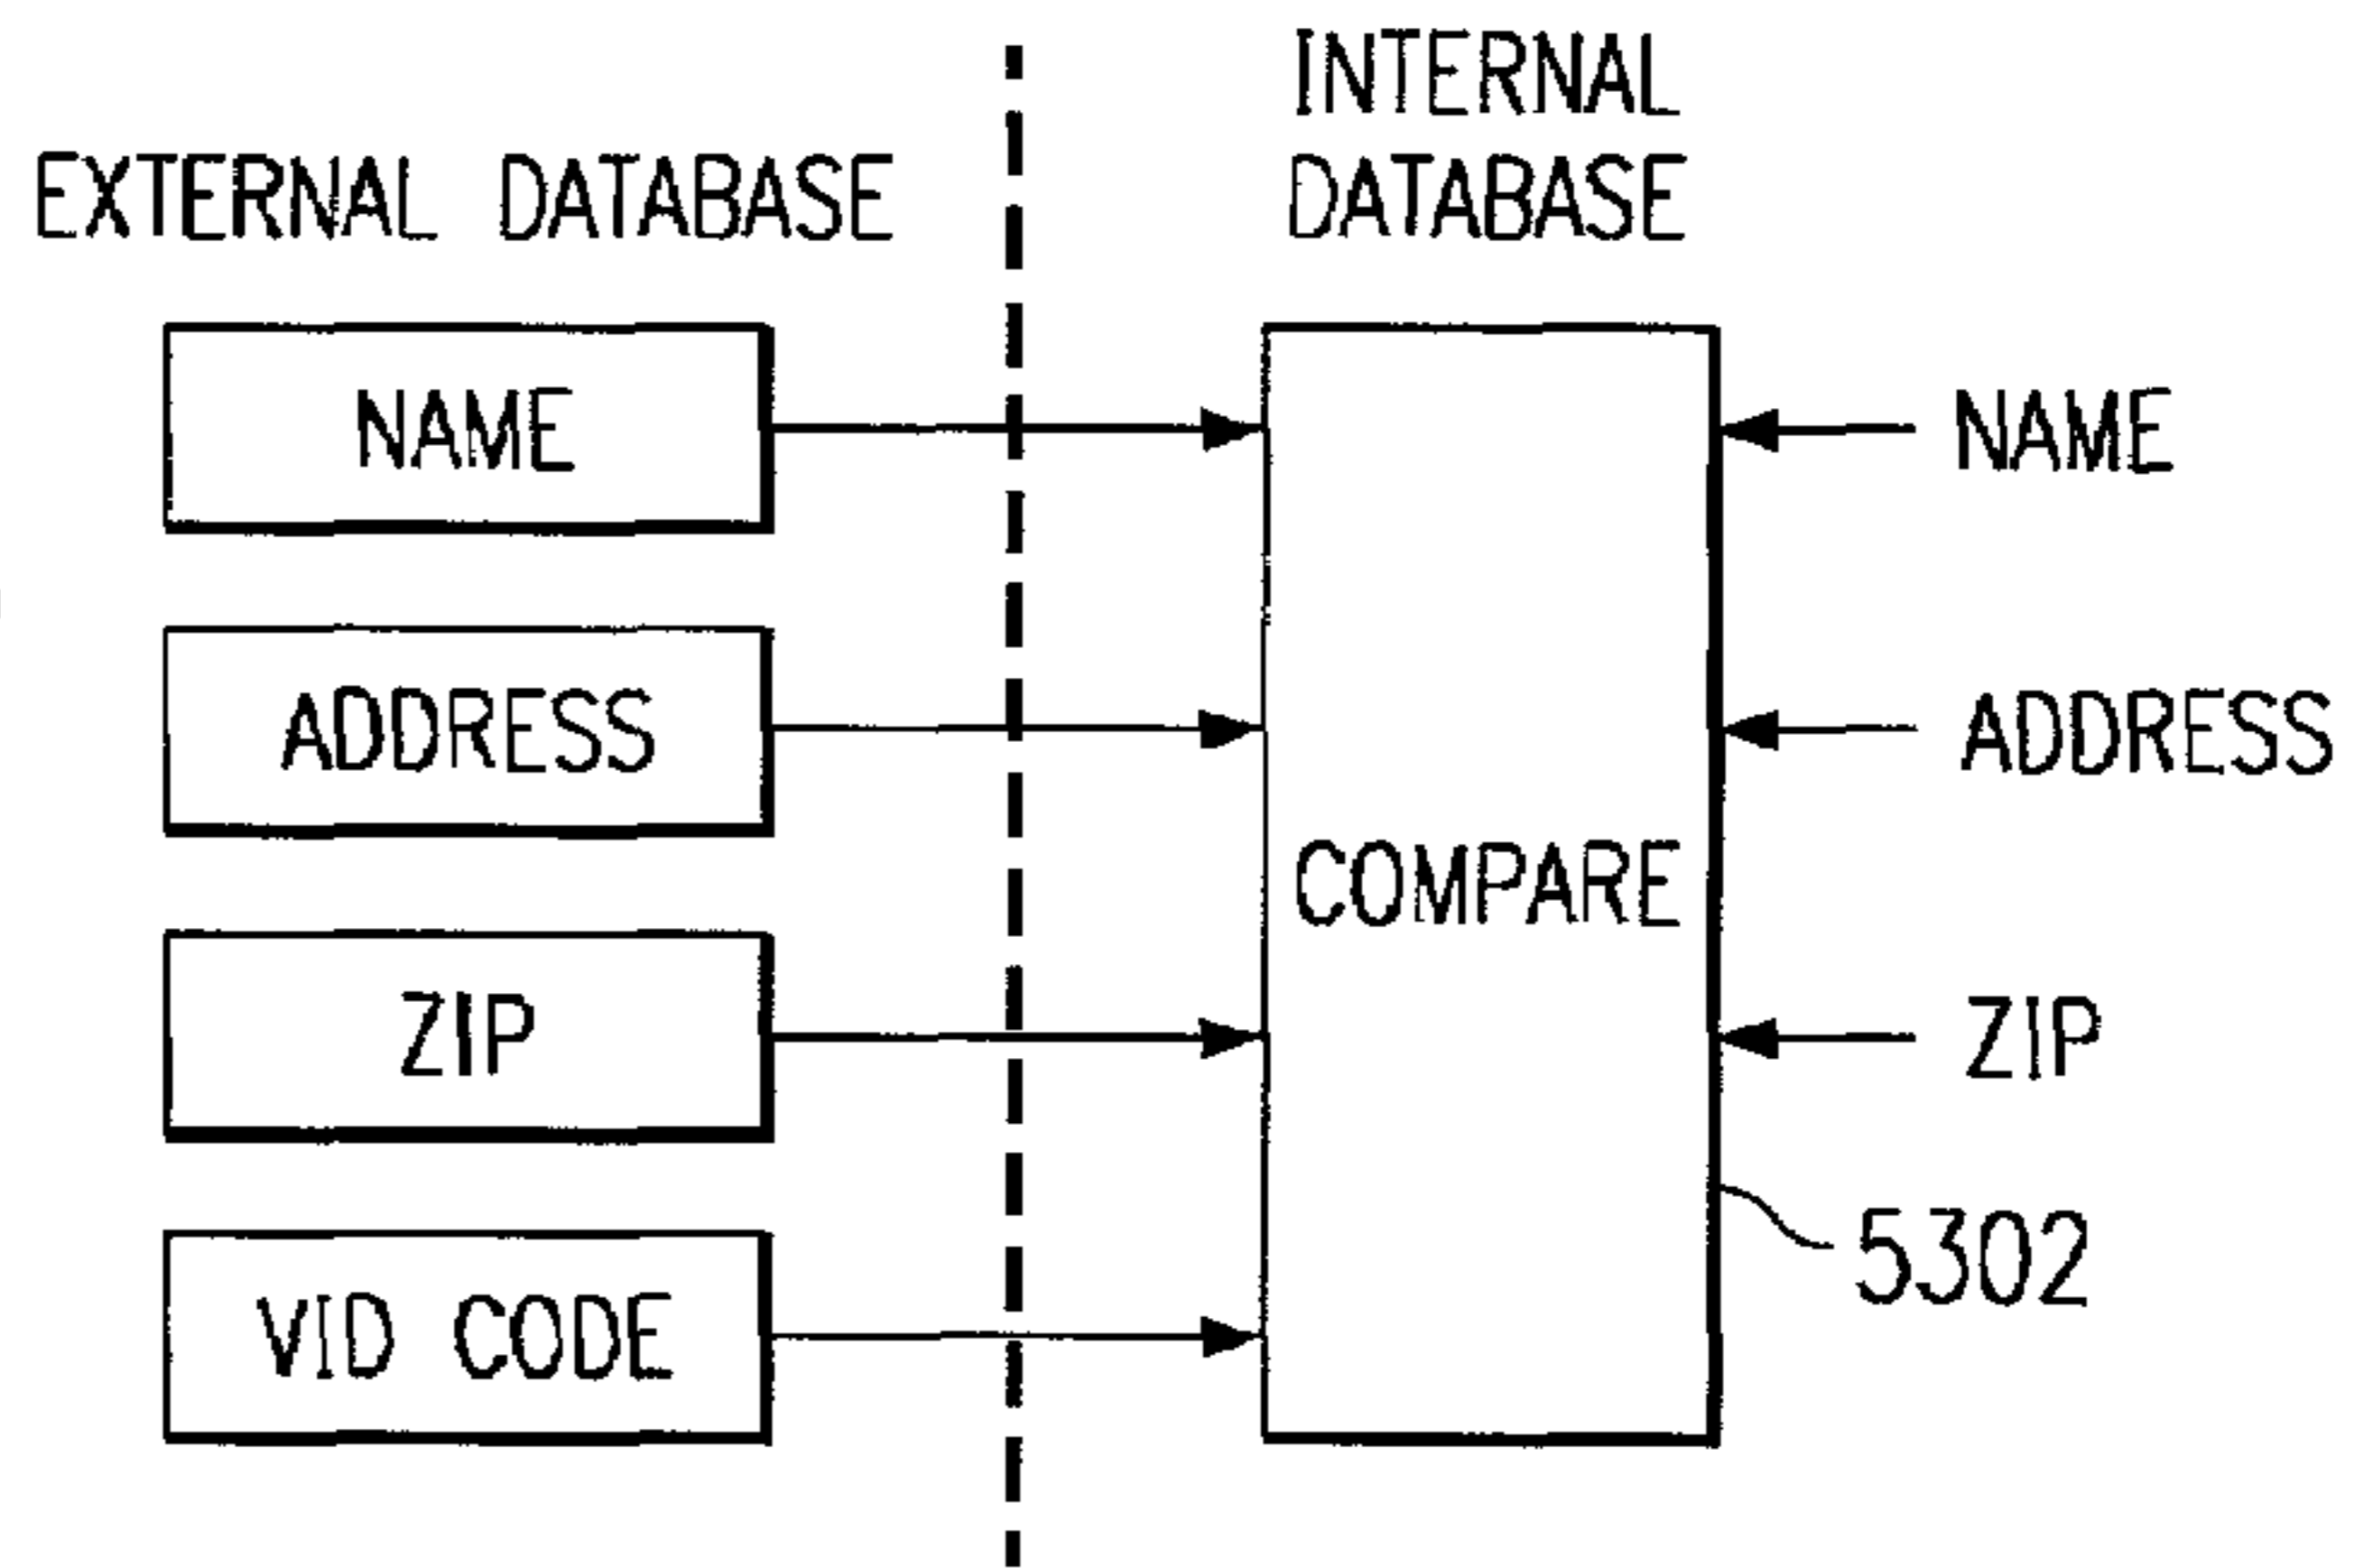 EXTERNAL DATABASE
INTERNAL
DATABASE
NAME
NAME
ADDRESS
ADDRESS
COMPARE
ZIP
ZIP
5302
VID CODE